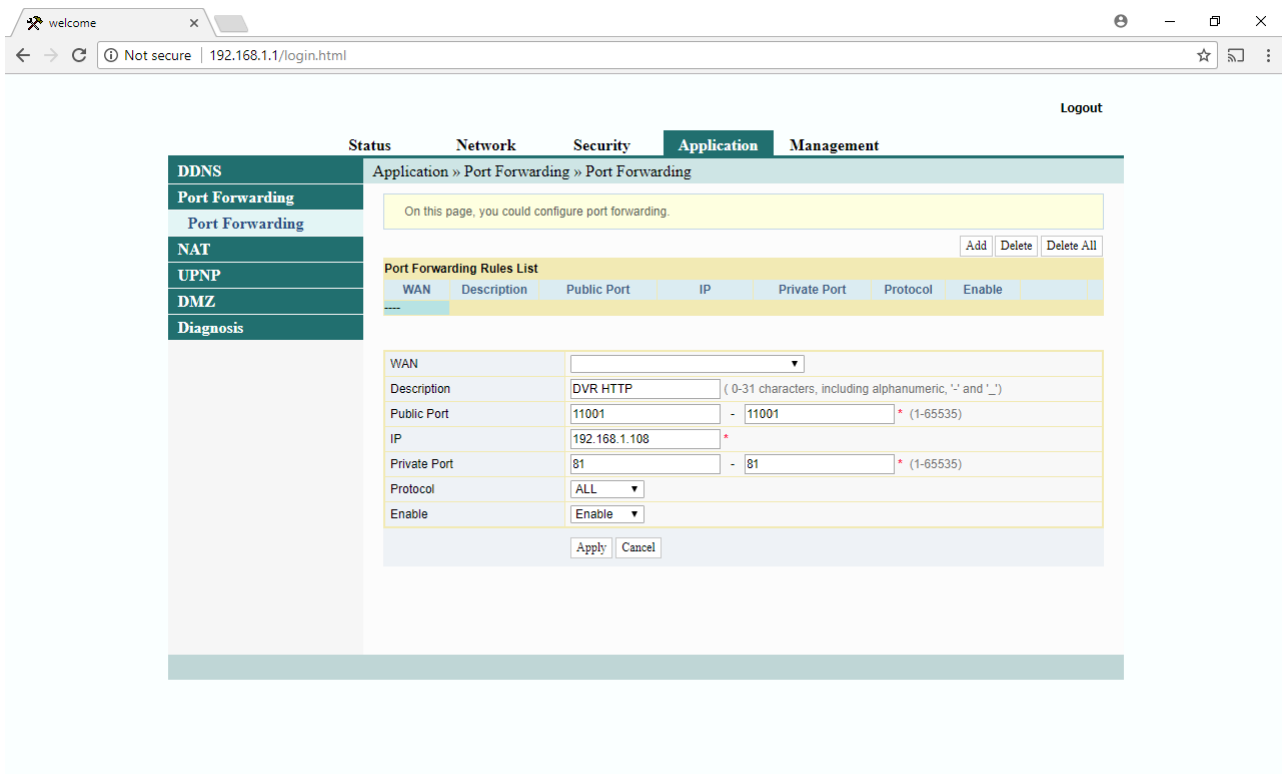 welcome
Not secure | 192.168.1.1/login.html
Logout
Status Network Security Application Management
DDNS
Port Forwarding
Port Forwarding
NAT
UPNP
DMZ
Diagnosis
Application » Port Forwarding » Port Forwarding
On this page, you could configure port forwarding.
Add Delete Delete All
Port Forwarding Rules List
WAN Description Public Port IP Private Port Protocol Enable
----
WAN
Description DVR HTTP ( 0-31 characters, including alphanumeric, '-' and '_')
Public Port 11001 - 11001 * (1-65535)
IP 192.168.1.108 *
Private Port 81 - 81 * (1-65535)
Protocol ALL
Enable Enable
Apply Cancel